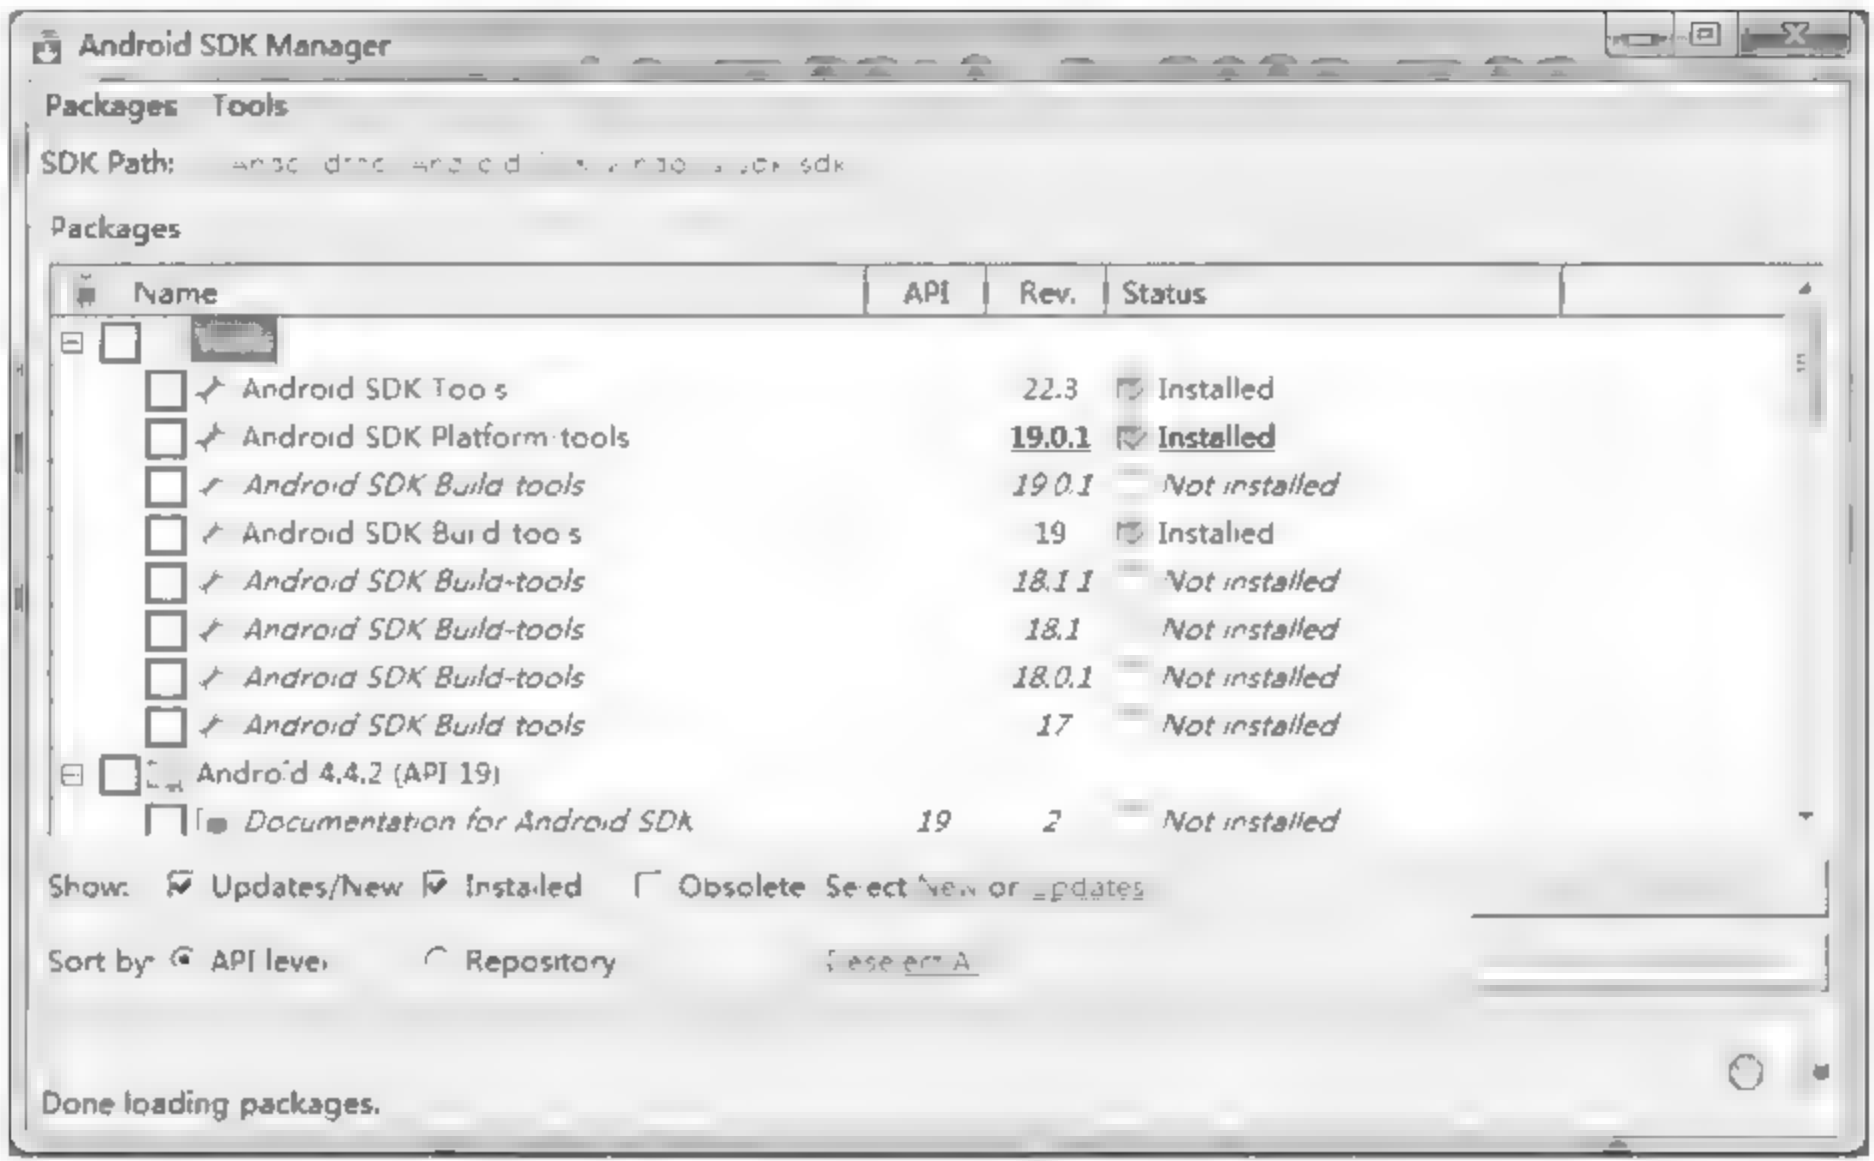 Android SDK Manager
Packages Tools
SDK Path:
Packages
Name API Rev. Status
Android SDK Tools 22.3 Installed
Android SDK Platform-tools 19.0.1 Installed
Android SDK Build-tools 19.0.1 Not installed
Android SDK Build-tools 19 Installed
Android SDK Build-tools 18.1.1 Not installed
Android SDK Build-tools 18.1 Not installed
Android SDK Build-tools 18.0.1 Not installed
Android SDK Build-tools 17 Not installed
Android 4.4.2 (API 19)
Documentation for Android SDK 19 2 Not installed
Show: Updates/New Installed Obsolete Select New or Updates
Sort by: API level Repository Deselect All
Done loading packages.